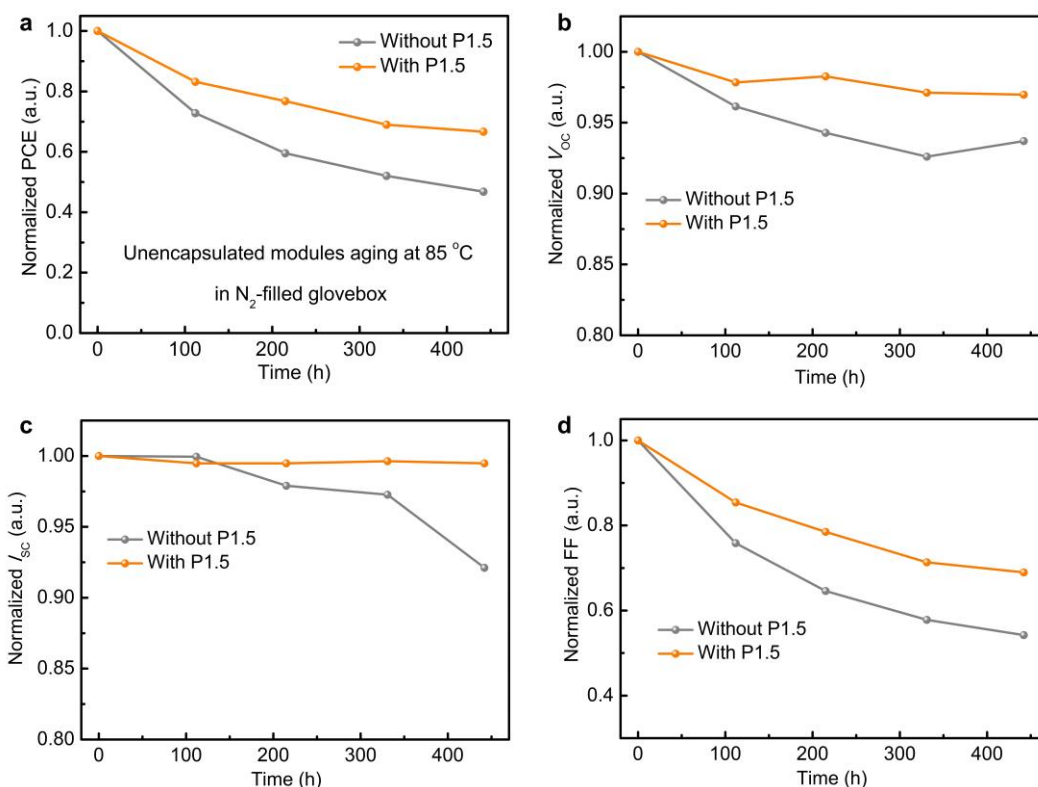 a
Normalized PCE (a.u.)
1.0
0.8
0.6
0.4
0.2
0.0
Without P1.5
With P1.5
Unencapsulated modules aging at 85 °C
in N₂-filled glovebox
0 100 200 300 400
Time (h)
b
Normalized V_OC (a.u.)
1.00
0.95
0.90
0.85
0.80
Without P1.5
With P1.5
0 100 200 300 400
Time (h)
c
Normalized I_SC (a.u.)
1.00
0.95
0.90
0.85
0.80
Without P1.5
With P1.5
0 100 200 300 400
Time (h)
d
Normalized FF (a.u.)
1.0
0.8
0.6
0.4
Without P1.5
With P1.5
0 100 200 300 400
Time (h)